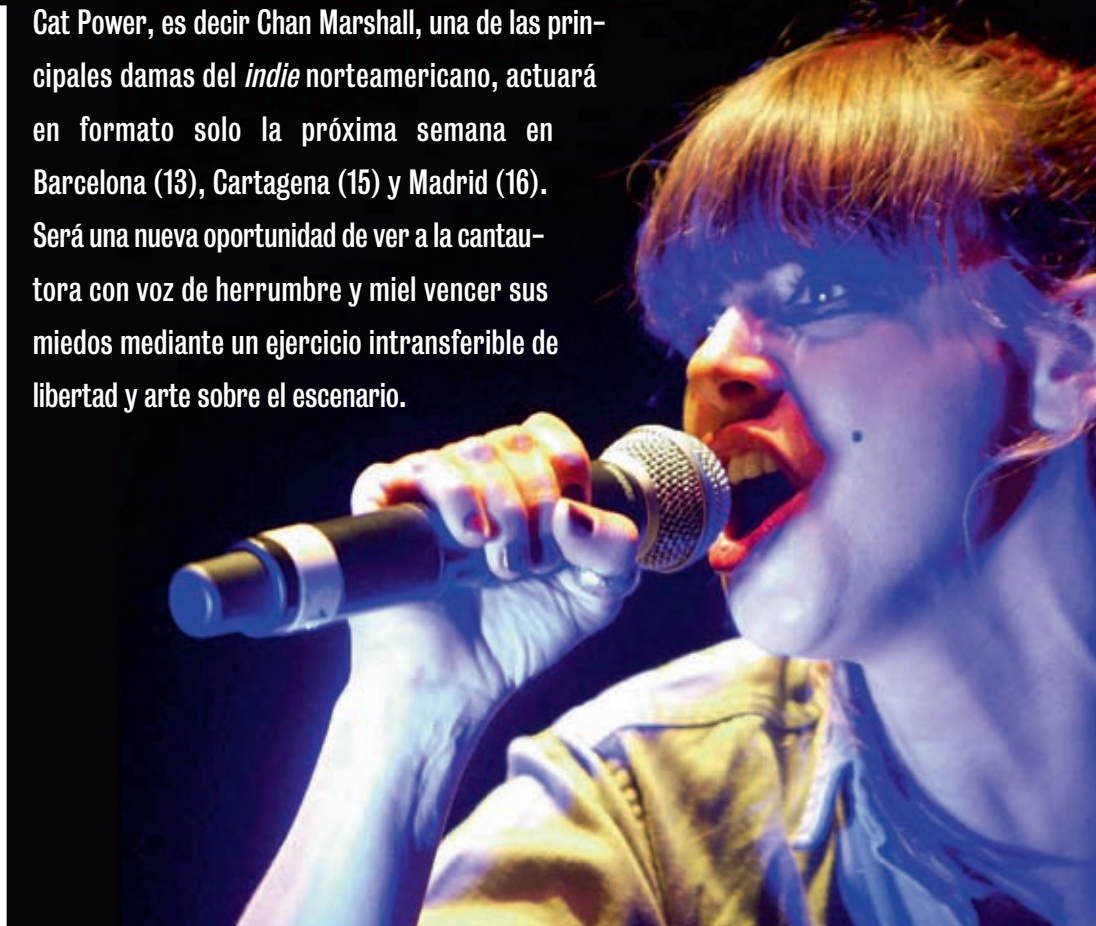 Cat Power, es decir Chan Marshall, una de las prin-
cipales damas del indie norteamericano, actuará
en formato solo la próxima semana en
Barcelona (13), Cartagena (15) y Madrid (16).
Será una nueva oportunidad de ver a la cantau-
tora con voz de herrumbre y miel vencer sus
miedos mediante un ejercicio intransferible de
libertad y arte sobre el escenario.